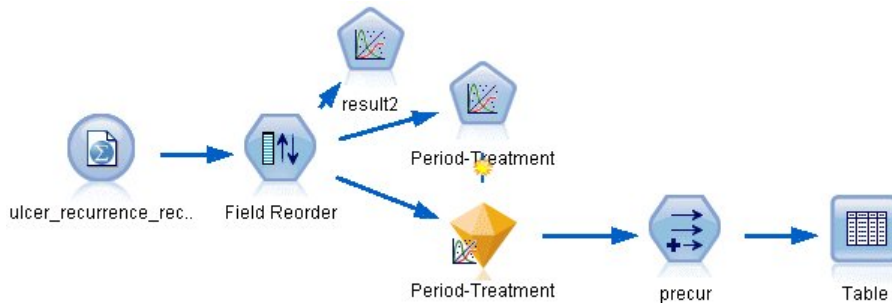 result2
Period-Treatment
ulcer_recurrence_rec..
Field Reorder
Period-Treatment
precur
Table